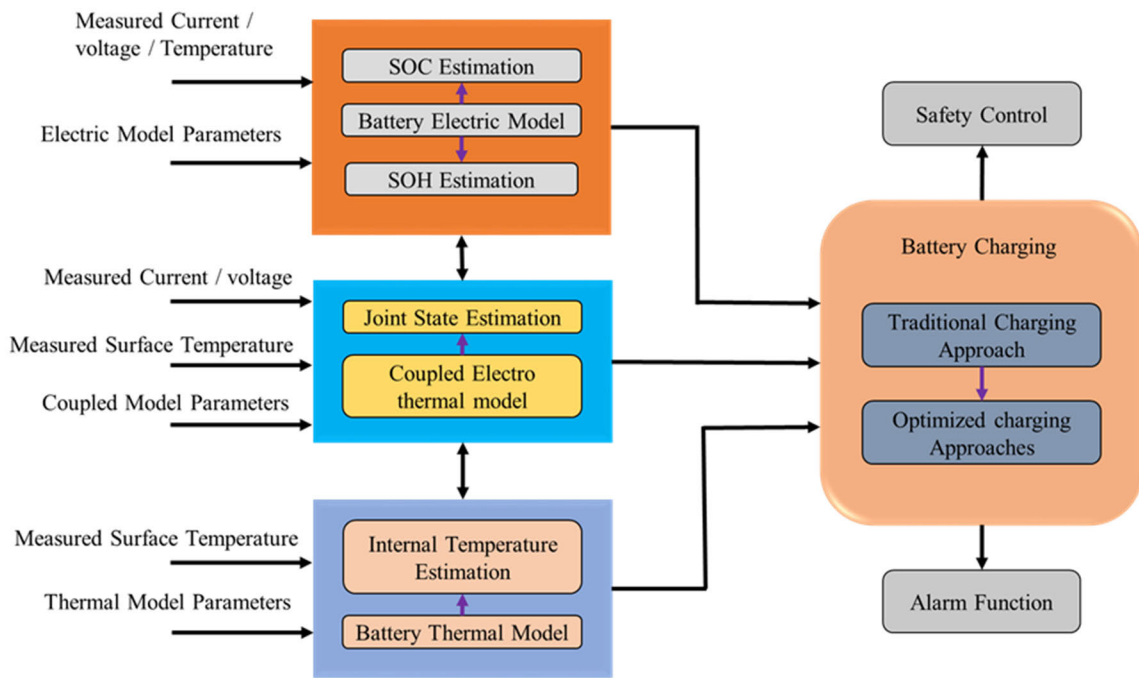 Measured Current /
voltage / Temperature
Electric Model Parameters
SOC Estimation
Battery Electric Model
SOH Estimation
Measured Current / voltage
Measured Surface Temperature
Coupled Model Parameters
Joint State Estimation
Coupled Electro
thermal model
Measured Surface Temperature
Thermal Model Parameters
Internal Temperature
Estimation
Battery Thermal Model
Safety Control
Battery Charging
Traditional Charging
Approach
Optimized charging
Approaches
Alarm Function